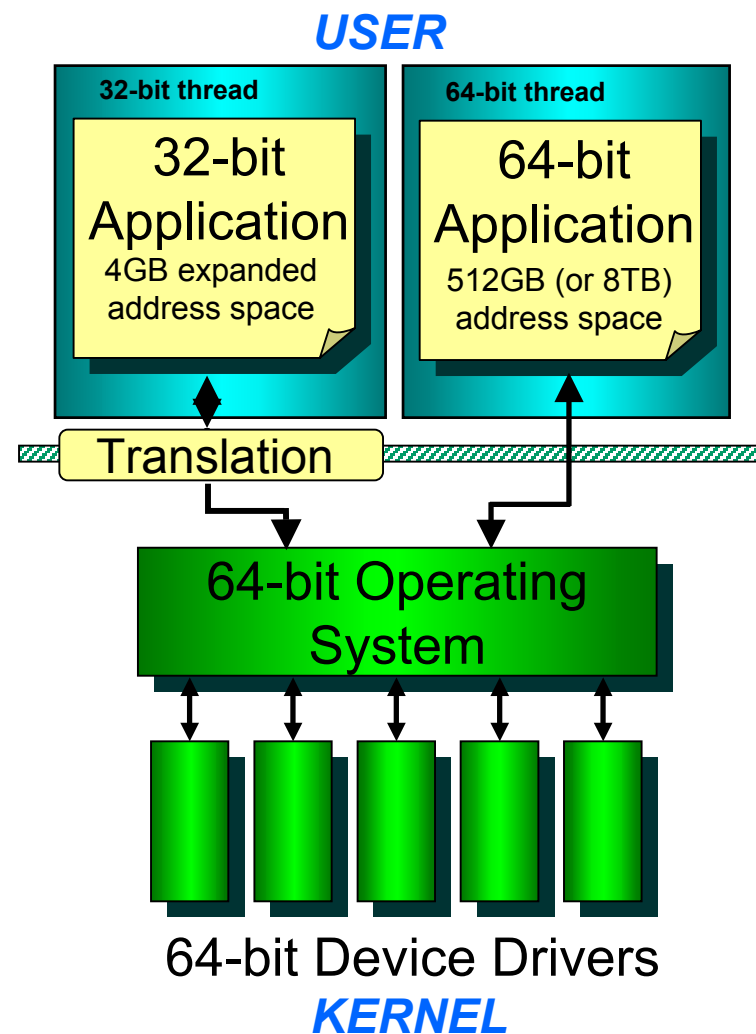 USER
32-bit thread
32-bit
Application
4GB expanded
address space
64-bit thread
64-bit
Application
512GB (or 8TB)
address space
Translation
64-bit Operating
System
64-bit Device Drivers
KERNEL